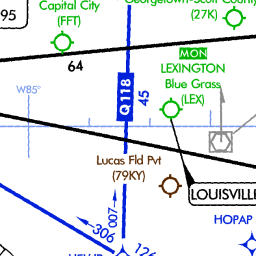 Georgetown-Scott County
(27K)
Capital City
(FFT)
95
64
MON
LEXINGTON
Blue Grass
(LEX)
Q118
45
W85°
Lucas Fld Pvt
(79KY)
LOUISVILLE
007
306
HOPAP